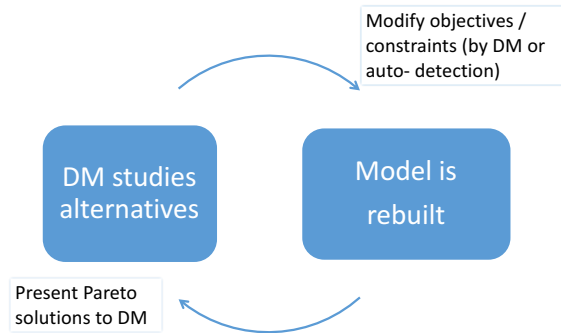 Modify objectives /
constraints (by DM or
auto- detection)
DM studies
alternatives
Model is
rebuilt
Present Pareto
solutions to DM